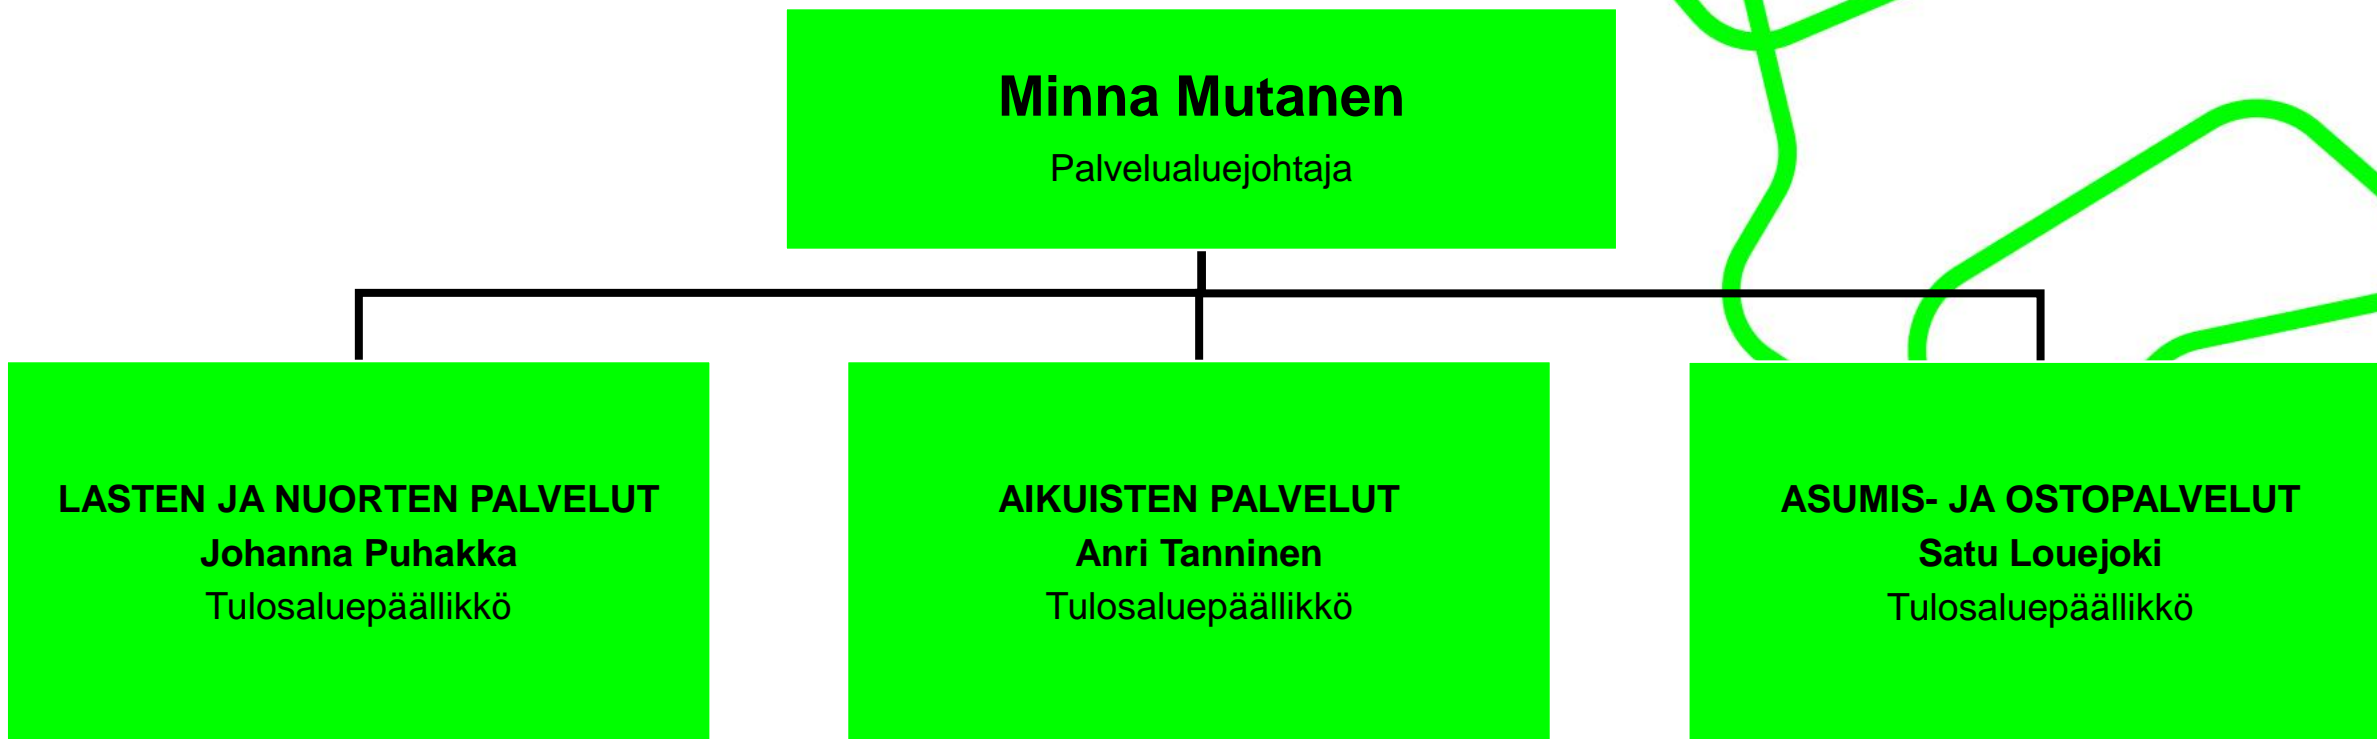 Minna Mutanen
Palvelualuejohtaja
LASTEN JA NUORTEN PALVELUT
Johanna Puhakka
Tulosaluepäällikkö
AIKUISTEN PALVELUT
Anri Tanninen
Tulosaluepäällikkö
ASUMIS- JA OSTOPALVELUT
Satu Louejoki
Tulosaluepäällikkö